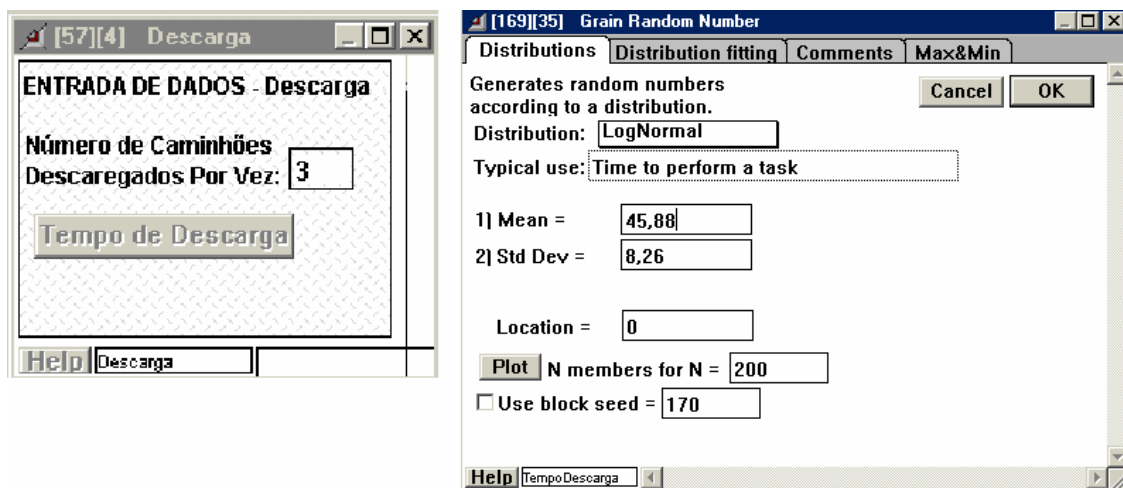 [57][4] Descarga
ENTRADA DE DADOS - Descarga
Número de Caminhões
Descaregados Por Vez: 3
Tempo de Descarga
Help Descarga
[169][35] Grain Random Number
Distributions Distribution fitting Comments Max&Min
Generates random numbers
according to a distribution.
Cancel OK
Distribution: LogNormal
Typical use: Time to perform a task
1) Mean = 45,88
2) Std Dev = 8,26
Location = 0
Plot N members for N = 200
Use block seed = 170
Help TempoDescarga